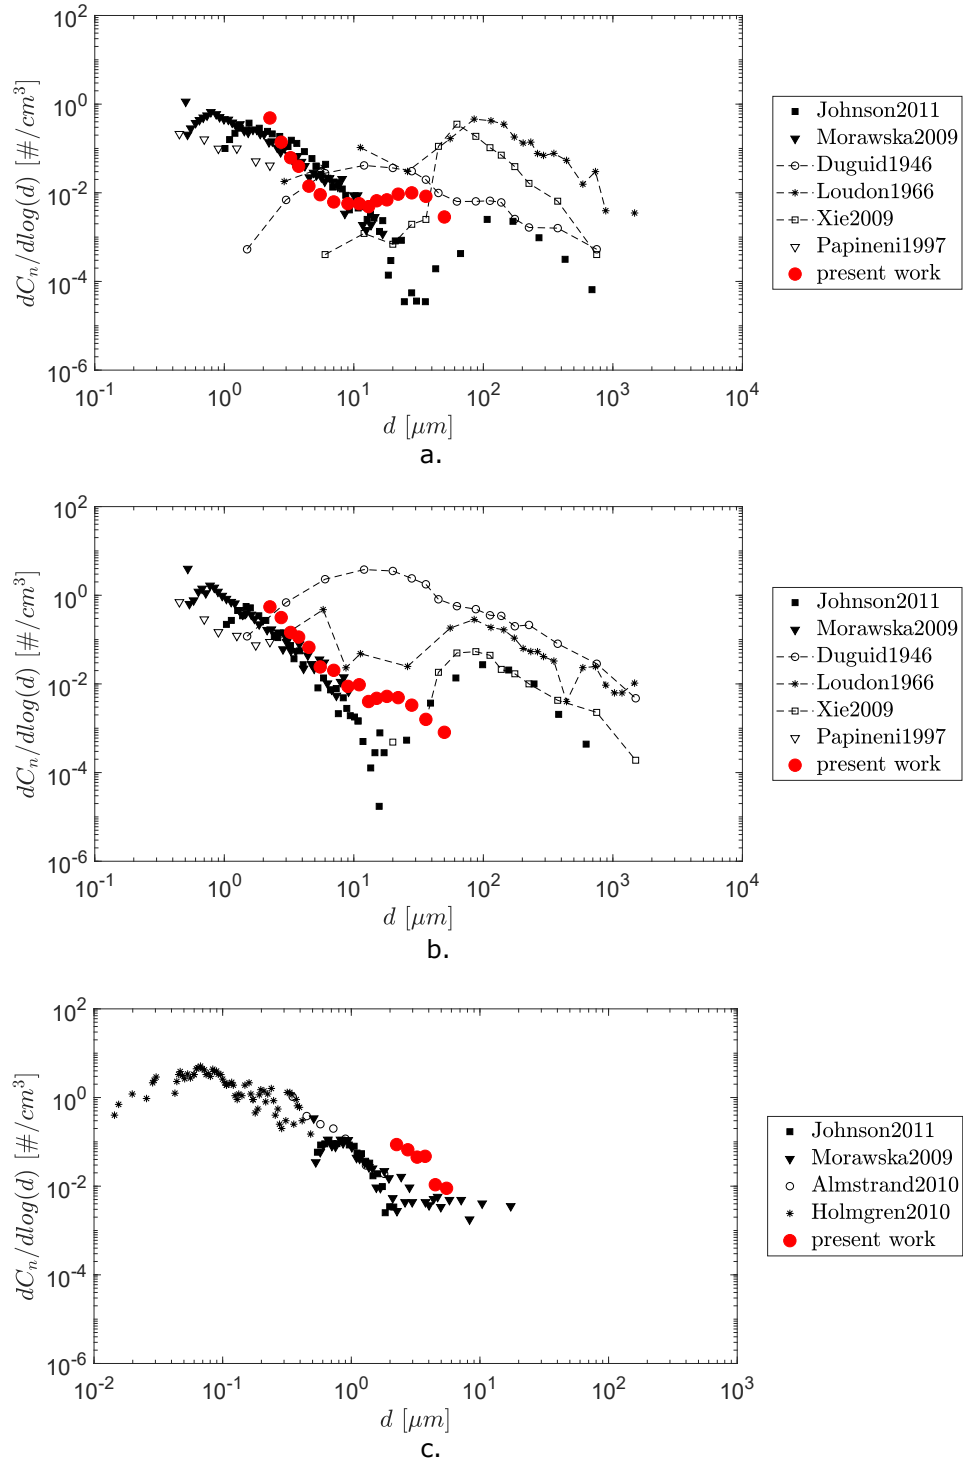 10^2
10^0
10^-2
10^-4
10^-6
dC_n/dlog(d) [#/cm^3]
10^-1
10^0
10^1
10^2
10^3
10^4
d [μm]
Johnson2011
Morawska2009
Duguid1946
Loudon1966
Xie2009
Papineni1997
present work
a.
10^2
10^0
10^-2
10^-4
10^-6
dC_n/dlog(d) [#/cm^3]
10^-1
10^0
10^1
10^2
10^3
10^4
d [μm]
Johnson2011
Morawska2009
Duguid1946
Loudon1966
Xie2009
Papineni1997
present work
b.
10^2
10^0
10^-2
10^-4
10^-6
dC_n/dlog(d) [#/cm^3]
10^-2
10^-1
10^0
10^1
10^2
10^3
d [μm]
Johnson2011
Morawska2009
Almstrand2010
Holmgren2010
present work
c.